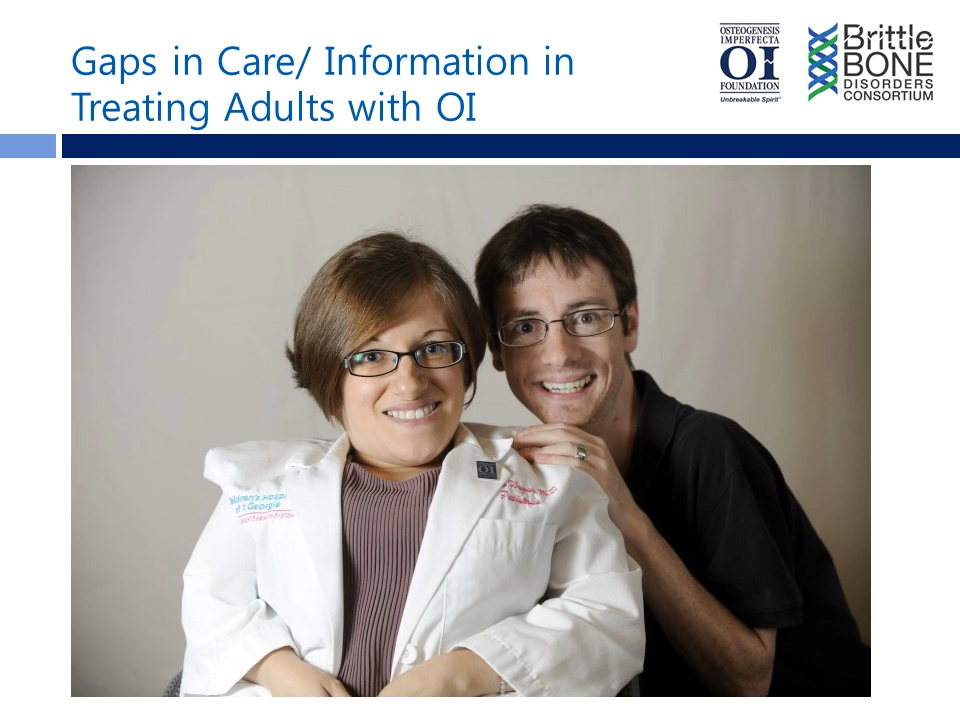 Gaps in Care/ Information in
Treating Adults with OI
OSTEOGENESIS
IMPERFECTA
OI
FOUNDATION
Unbreakable Spirit®
Brittle
BONE
DISORDERS
CONSORTIUM
OI